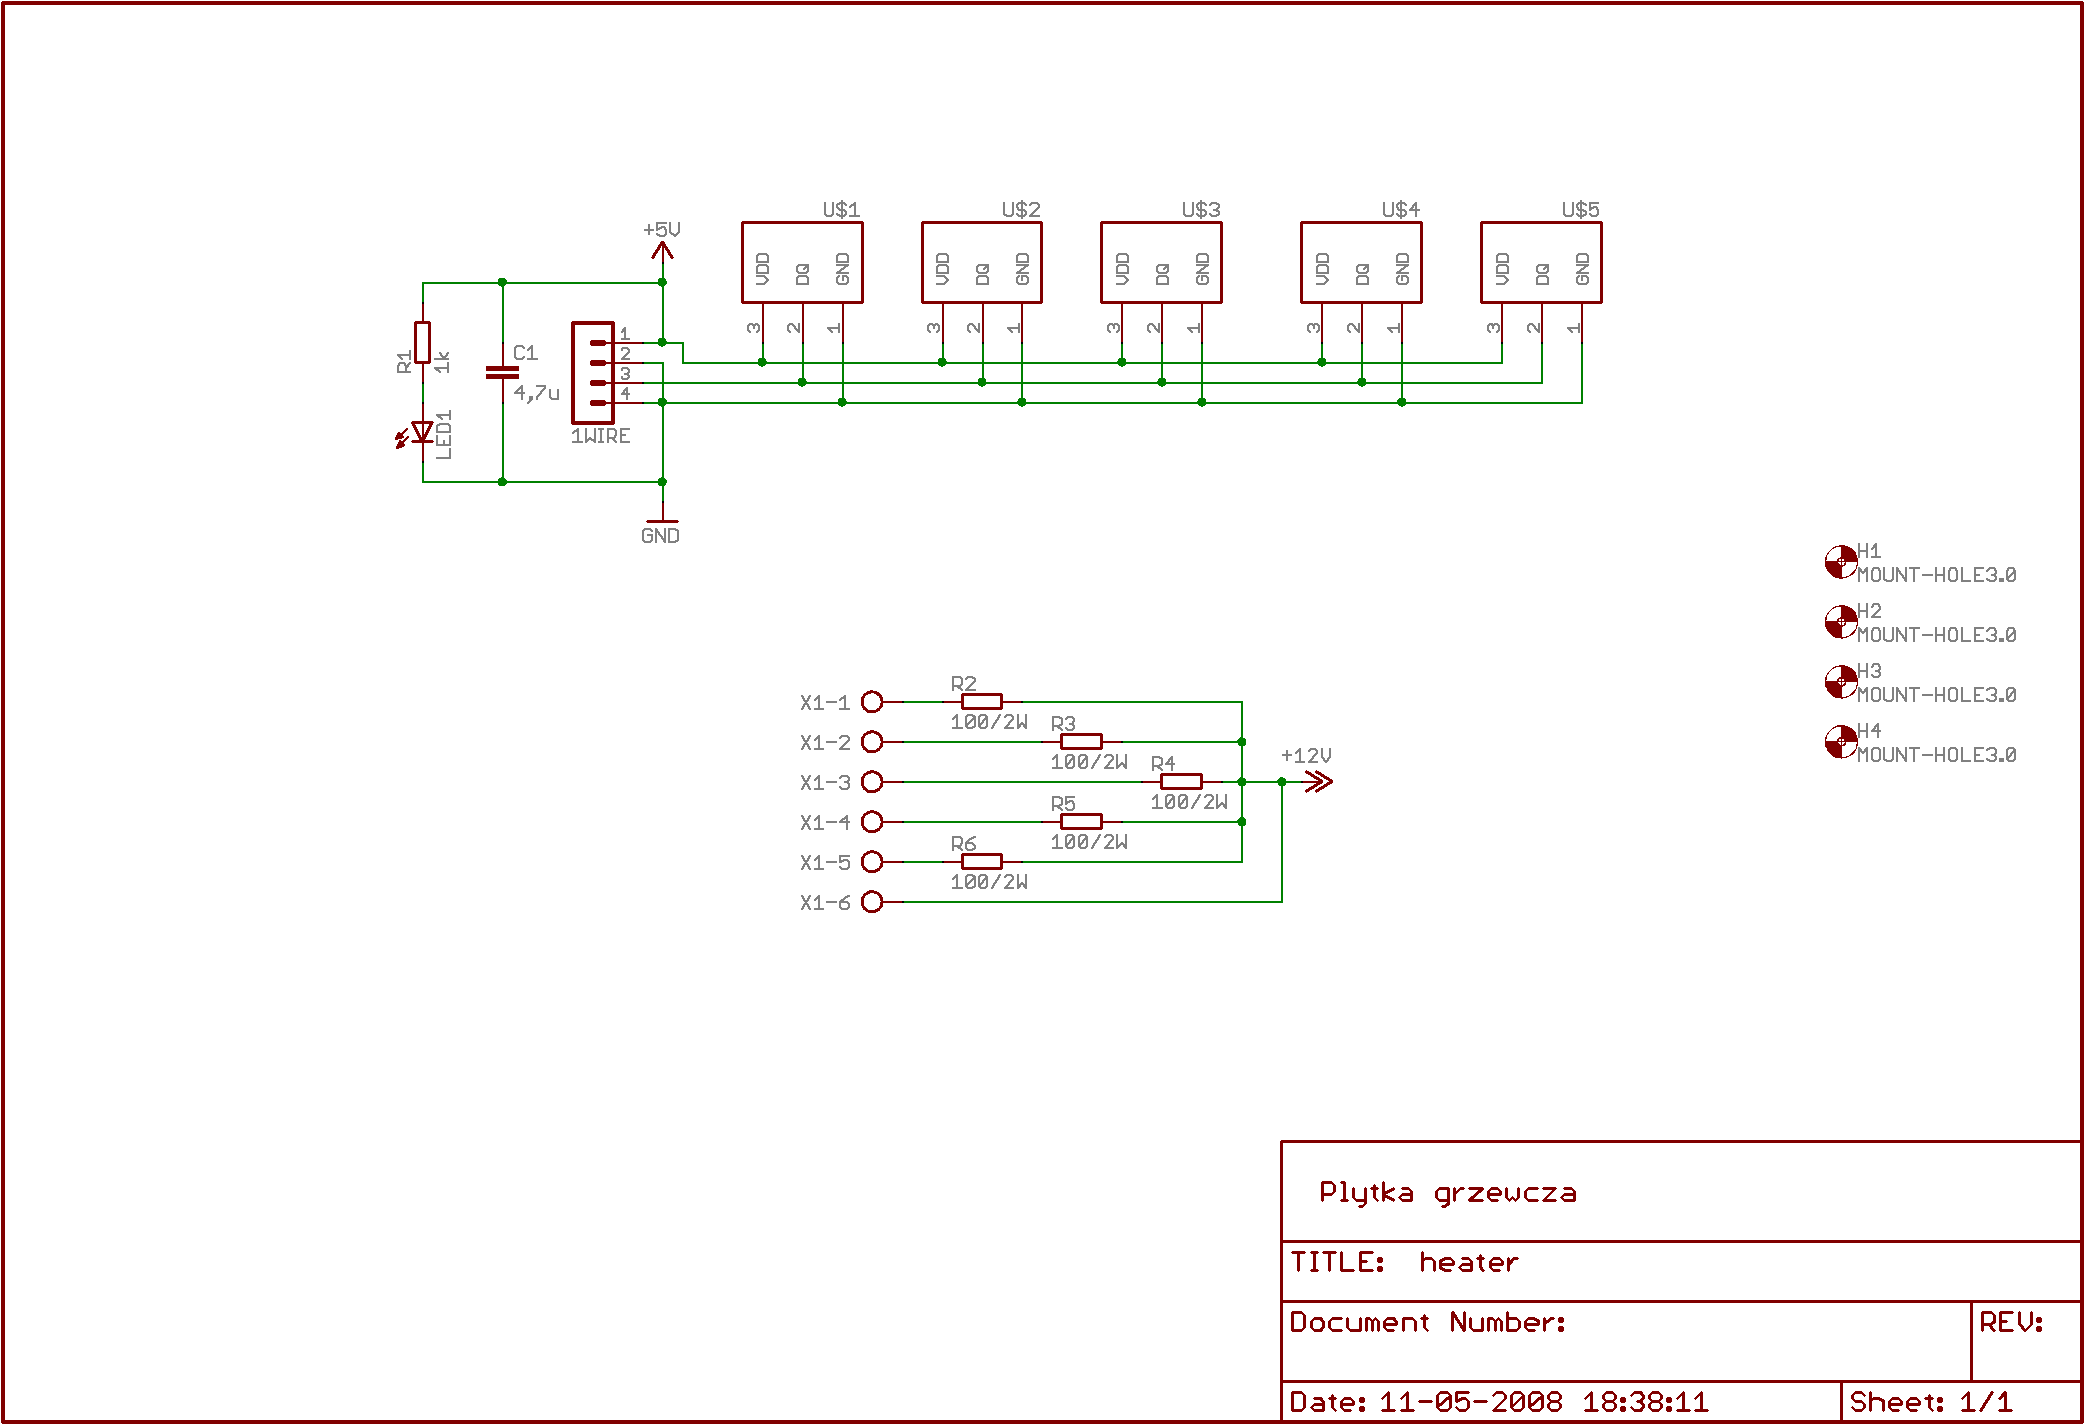 U$1
U$2
U$3
U$4
U$5
+5V
VDD
DQ
GND
VDD
DQ
GND
VDD
DQ
GND
VDD
DQ
GND
VDD
DQ
GND
3
2
1
3
2
1
3
2
1
3
2
1
3
2
1
R1
1k
C1
4,7u
1
2
3
4
LED1
1WIRE
GND
H1
MOUNT-HOLE3.0
H2
MOUNT-HOLE3.0
H3
MOUNT-HOLE3.0
H4
MOUNT-HOLE3.0
X1-1
R2
100/2W
X1-2
R3
100/2W
X1-3
R4
100/2W
+12V
X1-4
R5
100/2W
X1-5
R6
100/2W
X1-6
Plytka grzewcza
TITLE: heater
Document Number:
REV:
Date: 11-05-2008 18:38:11
Sheet: 1/1